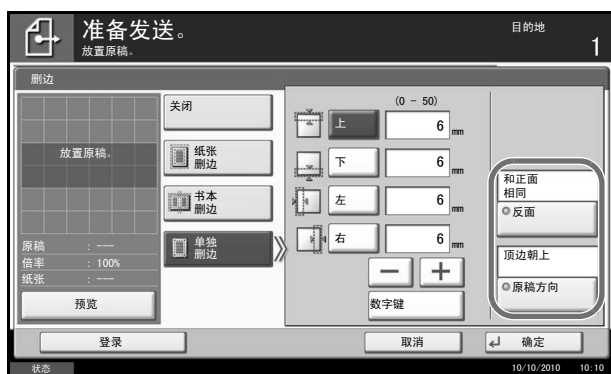 准备发送。
放置原稿。
目的地
1
删边
放置原稿。
原稿 : ---
倍率 : 100%
纸张 : ---
预览
关闭
纸张
删边
书本
删边
单独
删边
(0 - 50)
上 6 mm
下 6 mm
左 6 mm
右 6 mm
− +
数字键
和正面
相同
反面
顶边朝上
原稿方向
登录
取消
确定
状态
10/10/2010 10:10